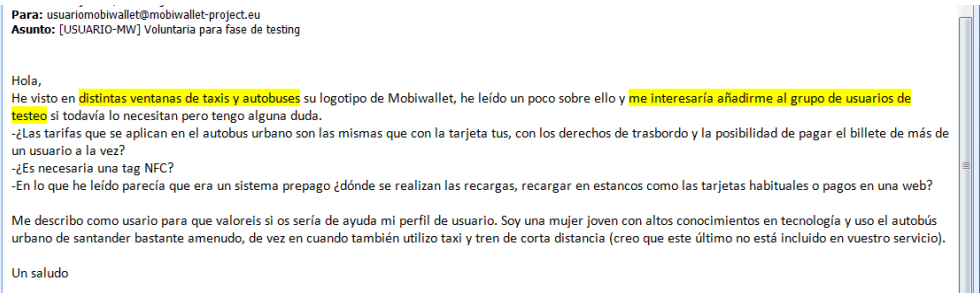 Para: usuariomobiwallet@mobiwallet-project.eu
Asunto: [USUARIO-MW] Voluntaria para fase de testing
Hola,
He visto en distintas ventanas de taxis y autobuses su logotipo de Mobiwallet, he leído un poco sobre ello y me interesaría añadirme al grupo de usuarios de
testeo si todavía lo necesitan pero tengo alguna duda.
-¿Las tarifas que se aplican en el autobus urbano son las mismas que con la tarjeta tus, con los derechos de trasbordo y la posibilidad de pagar el billete de más de
un usuario a la vez?
-¿Es necesaria una tag NFC?
-En lo que he leído parecía que era un sistema prepago ¿dónde se realizan las recargas, recargar en estancos como las tarjetas habituales o pagos en una web?
Me describo como usario para que valoreis si os sería de ayuda mi perfil de usuario. Soy una mujer joven con altos conocimientos en tecnología y uso el autobús
urbano de santander bastante amenudo, de vez en cuando también utilizo taxi y tren de corta distancia (creo que este último no está incluido en vuestro servicio).
Un saludo